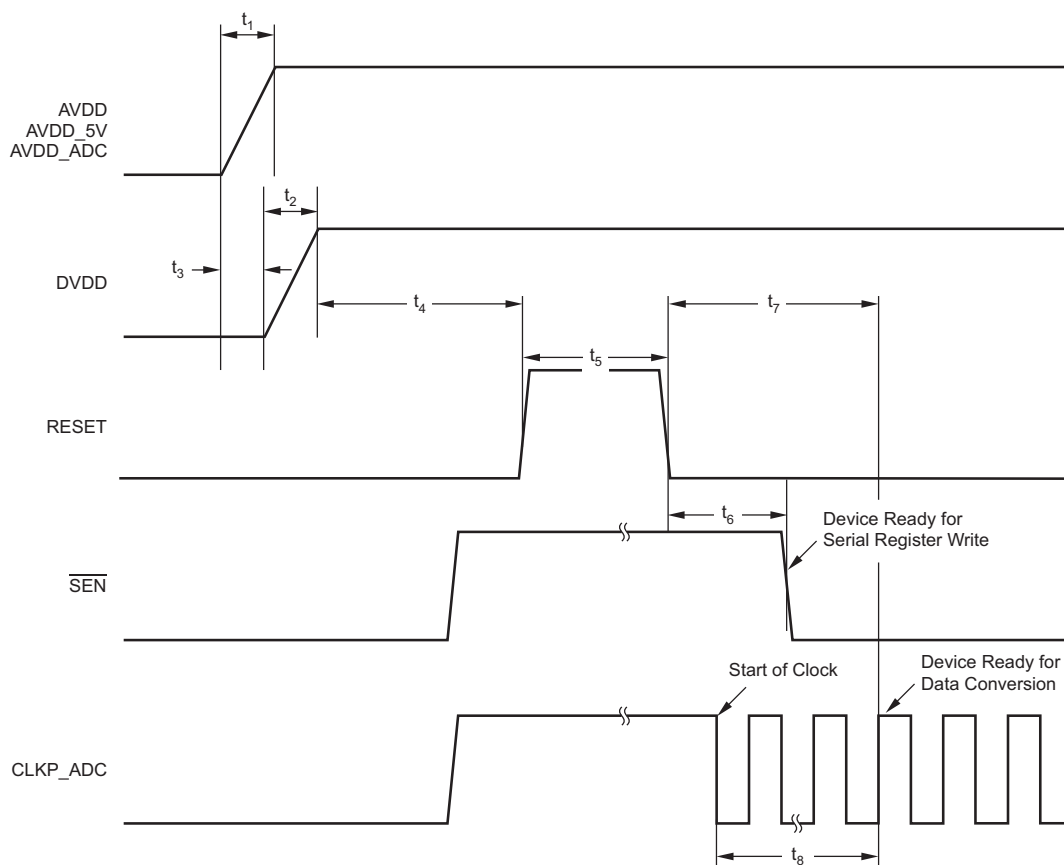 t1
AVDD
AVDD_5V
AVDD_ADC
t2
t3
DVDD
t4
t7
t5
RESET
t6
Device Ready for
Serial Register Write
SEN
Start of Clock
Device Ready for
Data Conversion
CLKP_ADC
t8